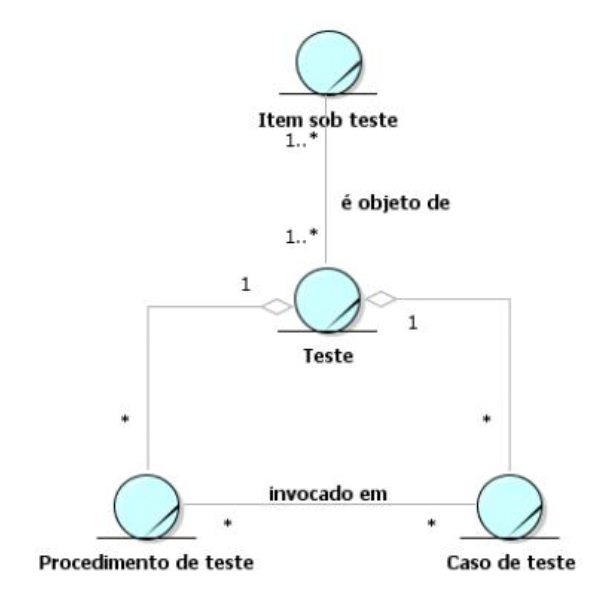 Item sob teste
1..*
é objeto de
1..*
1
1
Teste
*
*
invocado em
*
*
Procedimento de teste
Caso de teste